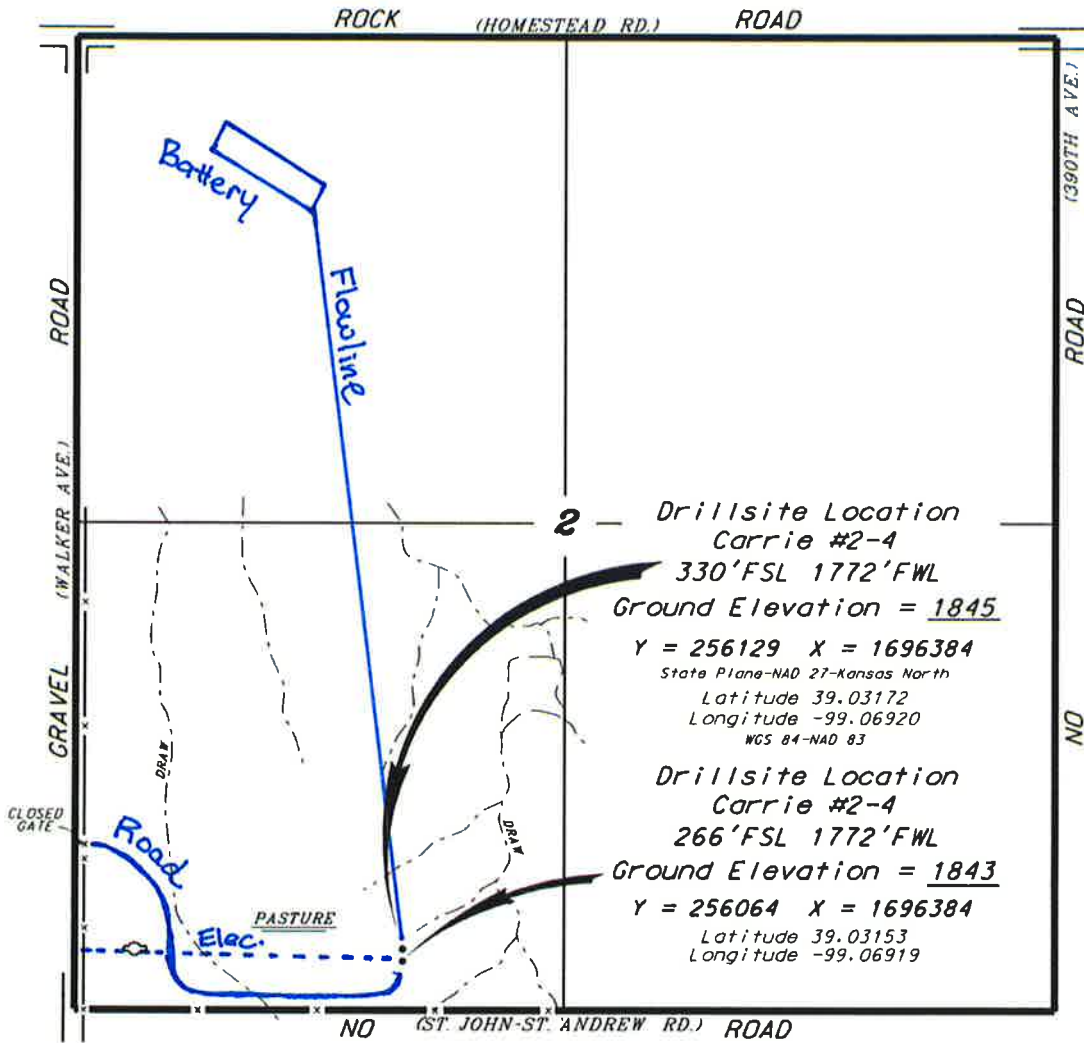 ROCK (HOMESTEAD RD.) ROAD
(390TH AVE.)
ROAD
NO
Battery
Flowline
ROAD
(WALKER AVE.)
GRAVEL
2
Drillsite Location
Carrie #2-4
330'FSL 1772'FWL
Ground Elevation = 1845
Y = 256129 X = 1696384
State Plane-NAD 27-Kansas North
Latitude 39.03172
Longitude -99.06920
WGS 84-NAD 83
DRAW
DRAW
Drillsite Location
Carrie #2-4
266'FSL 1772'FWL
Ground Elevation = 1843
Y = 256064 X = 1696384
Latitude 39.03153
Longitude -99.06919
CLOSED
GATE
Road
PASTURE
Elec.
NO (ST. JOHN-ST. ANDREW RD.) ROAD